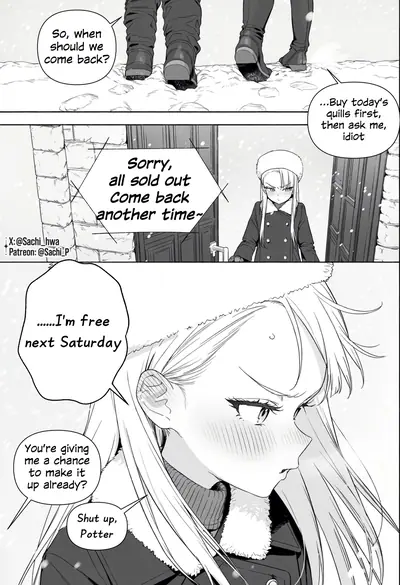 So, when
should we
come back?
...Buy today's
quills first,
then ask me,
idiot
Sorry,
all sold out
Come back
another time~
X:@Sachi_hwa
Patreon: @Sachi_P
......I'm free
next Saturday
You're giving
me a chance
to make it
up already?
Shut up,
Potter